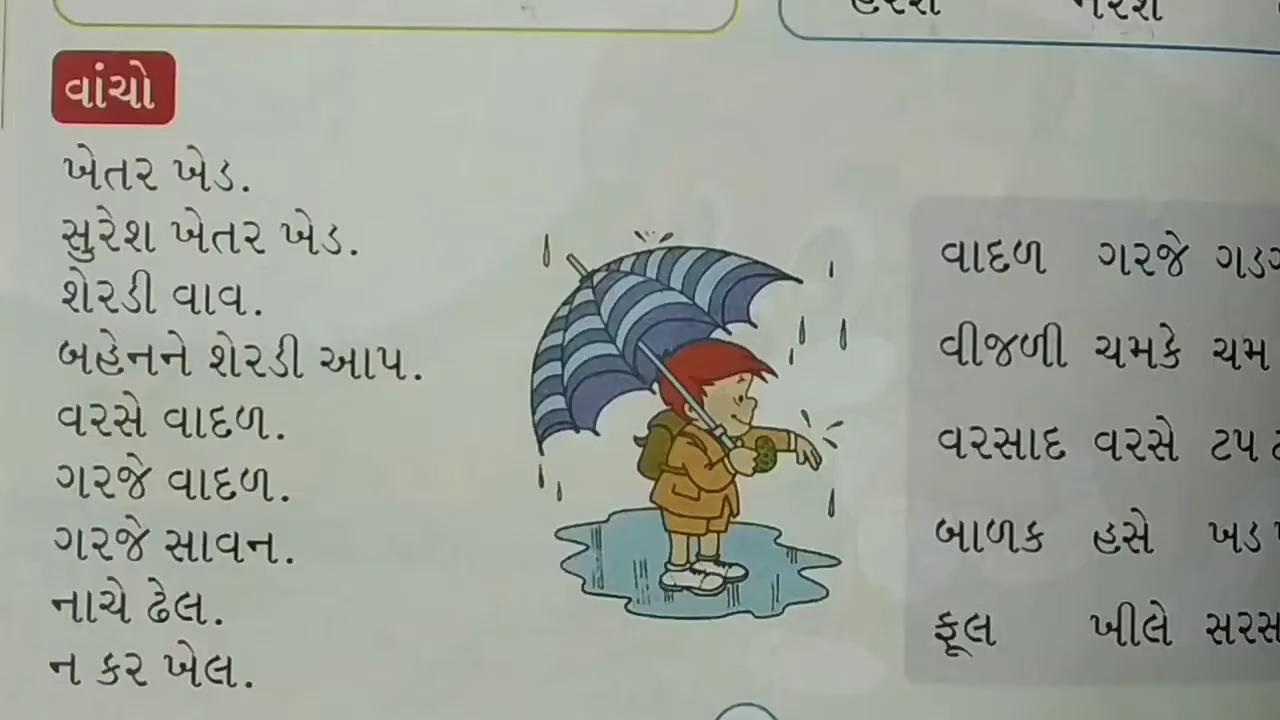 વાંચો
ખેતર ખેડ.
સુરેશ ખેતર ખેડ.
શેરડી વાવ.
બહેનને શેરડી આપ.
વરસે વાદળ.
ગરજે વાદળ.
ગરજે સાવન.
નાચે ઢેલ.
ન કર ખેલ.
વાદળ ગરજે
વીજળી ચમકે ચમ
વરસાદ વરસે ટપ
બાળક હસે ખડ
ફૂલ ખીલે